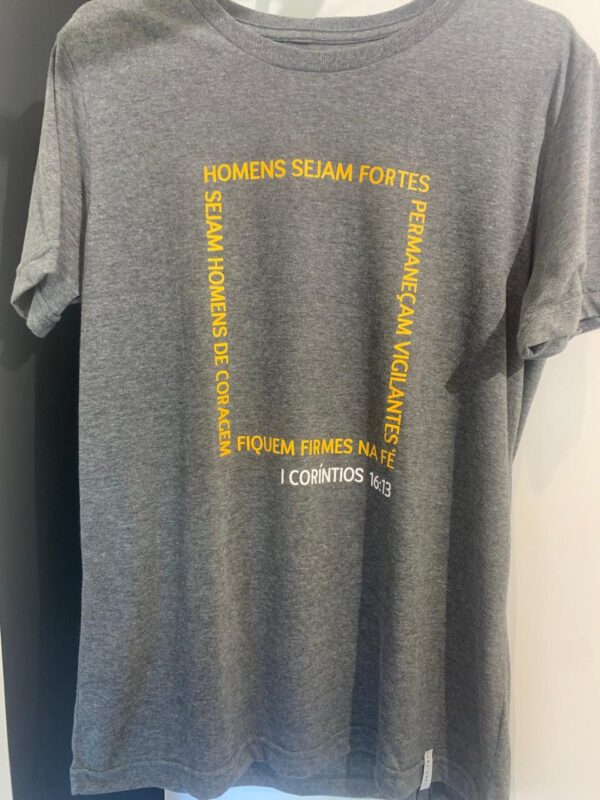 HOMENS SEJAM FORTES
PERMANEÇAM VIGILANTES.
FIQUEM FIRMES NA FÉ
SEJAM HOMENS DE CORAGEM
I CORÍNTIOS 16:13